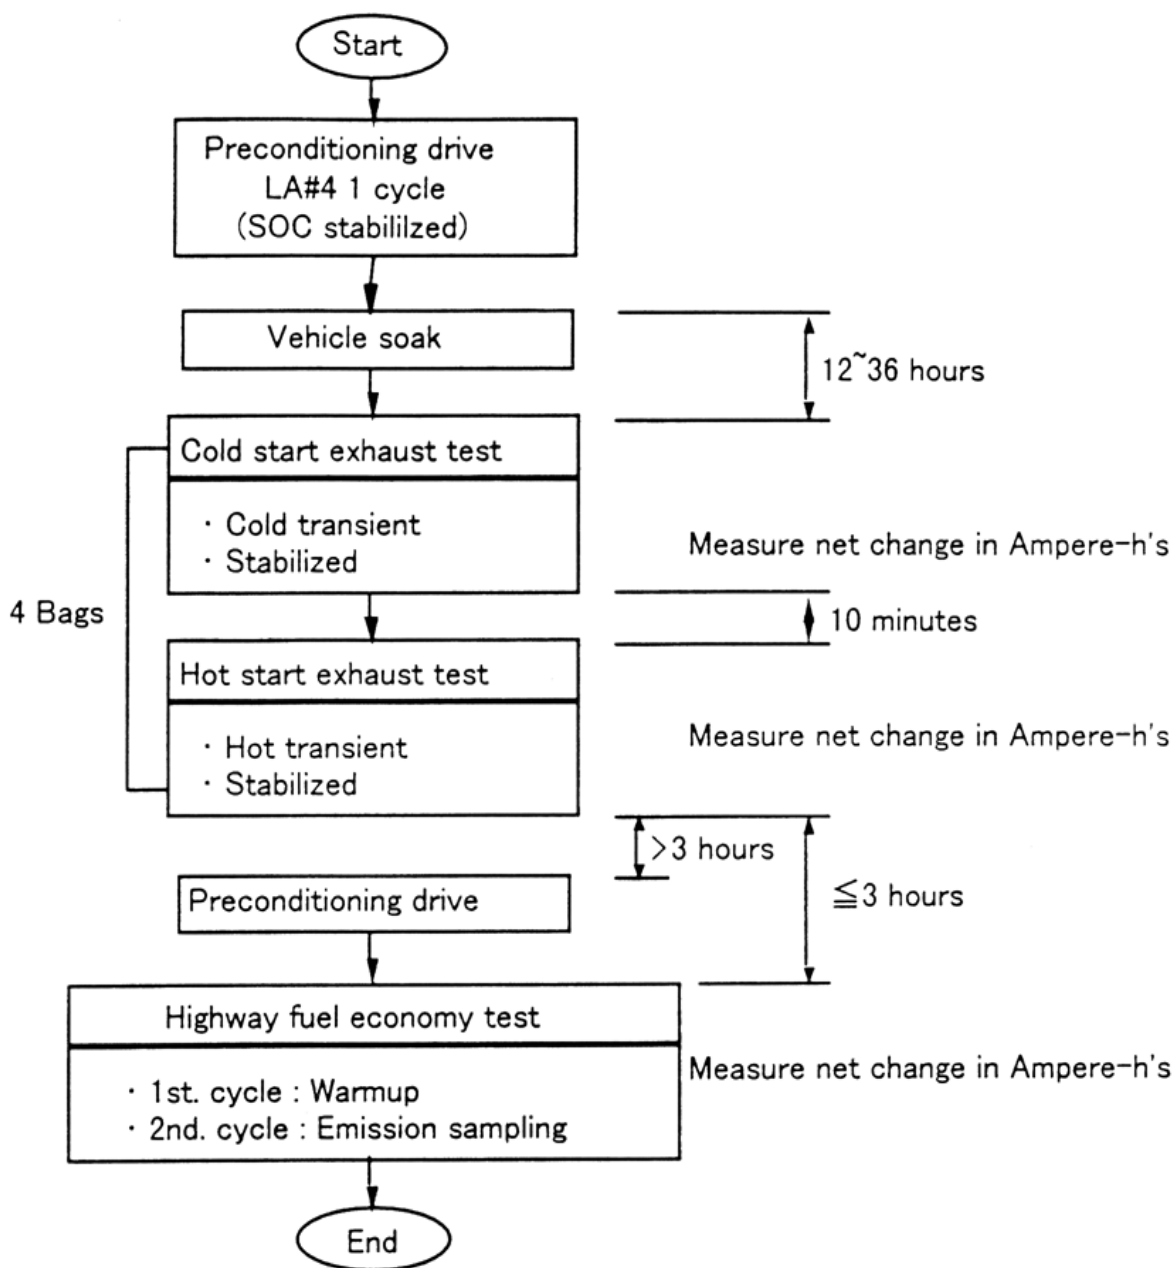 Start
Preconditioning drive
LA#4 1 cycle
(SOC stabililzed)
Vehicle soak
12~36 hours
Cold start exhaust test
· Cold transient
· Stabilized
Measure net change in Ampere-h's
4 Bags
10 minutes
Hot start exhaust test
· Hot transient
· Stabilized
Measure net change in Ampere-h's
>3 hours
≦3 hours
Preconditioning drive
Highway fuel economy test
· 1st. cycle : Warmup
· 2nd. cycle : Emission sampling
Measure net change in Ampere-h's
End